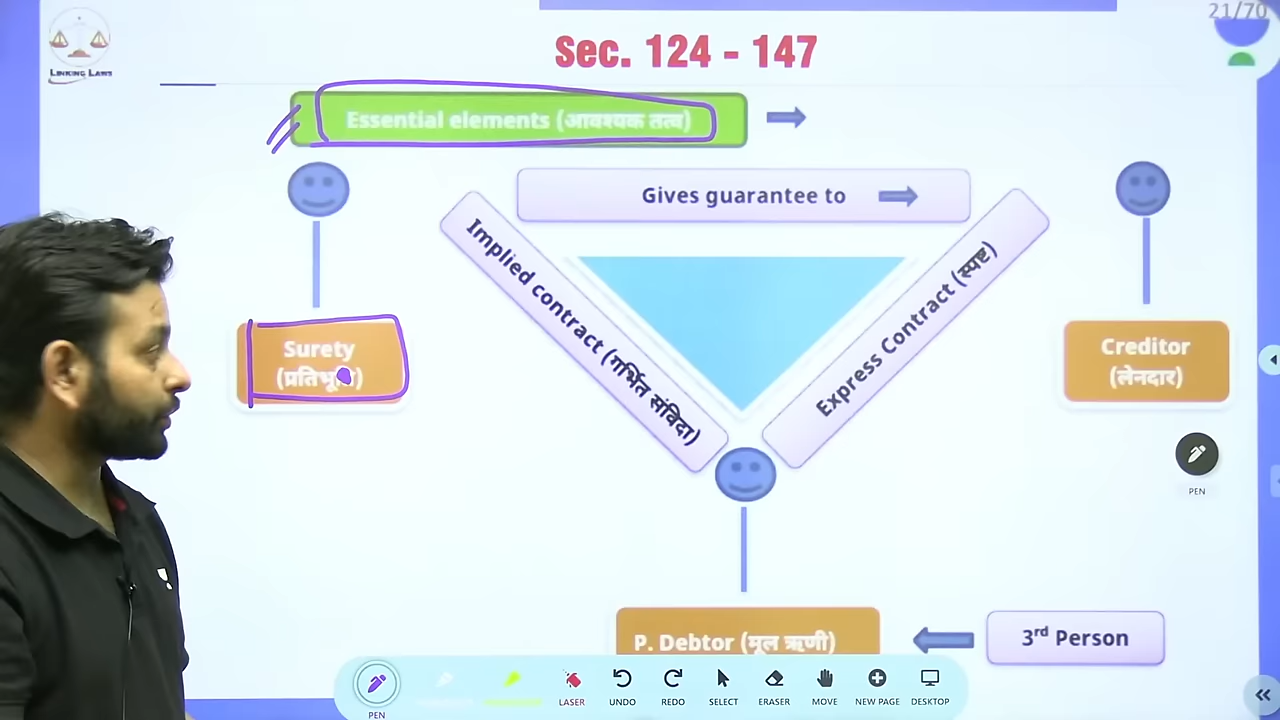 21/70
LINKING LAWS
Sec. 124 - 147
Essential elements (आवश्यक तत्व)
Gives guarantee to
Implied contract (गर्भित संविदा)
Express Contract (स्पष्ट)
Surety
Creditor
(लेनदार)
PEN
P. Debtor (मूल ऋणी)
3rd Person
PEN
LASER
UNDO
REDO
SELECT
ERASER
MOVE
NEW PAGE
DESKTOP